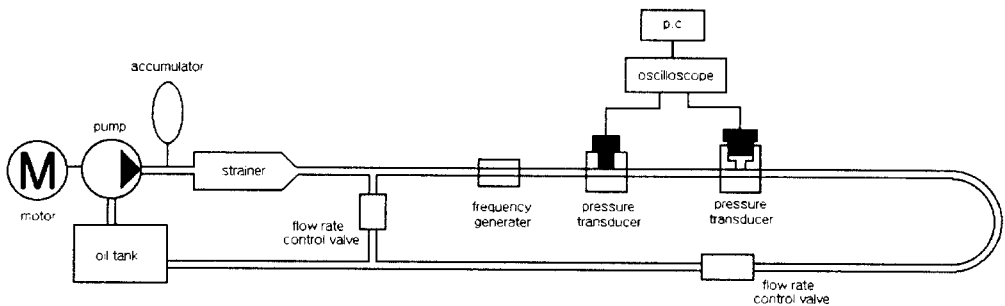 p.c
oscilloscope
accumulator
pump
M
motor
strainer
oil tank
flow rate
control valve
frequency
generater
pressure
transducer
pressure
transducer
flow rate
control valve